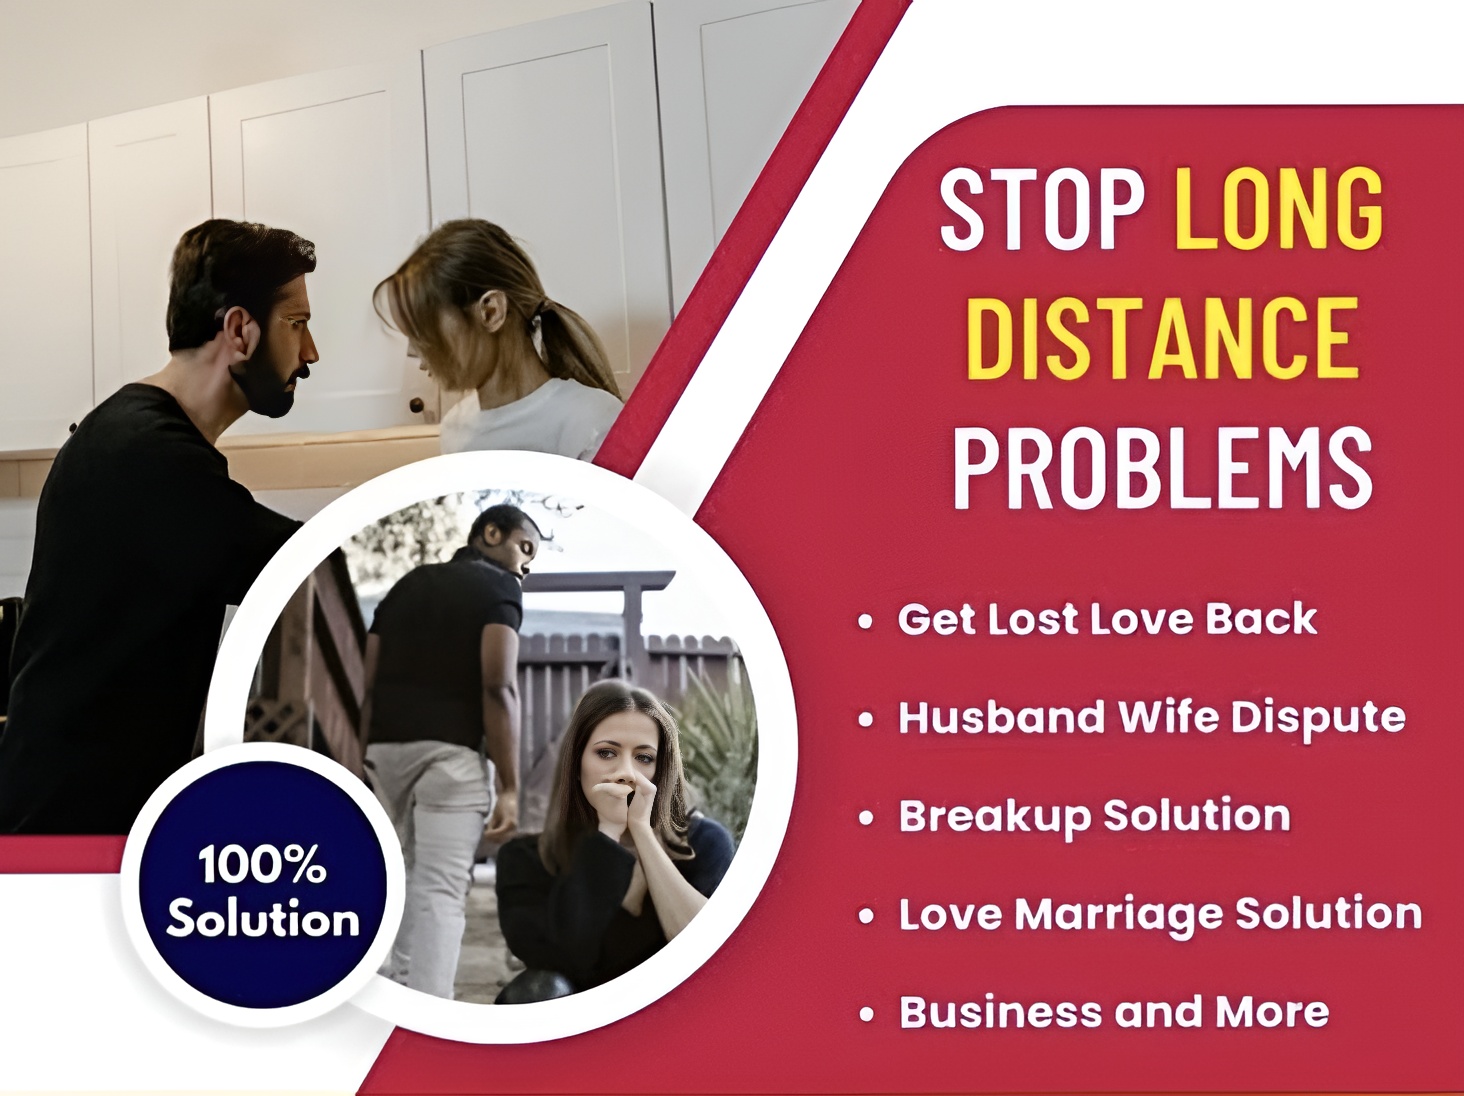 STOP LONG
DISTANCE
PROBLEMS
• Get Lost Love Back
• Husband Wife Dispute
• Breakup Solution
• Love Marriage Solution
• Business and More
100%
Solution